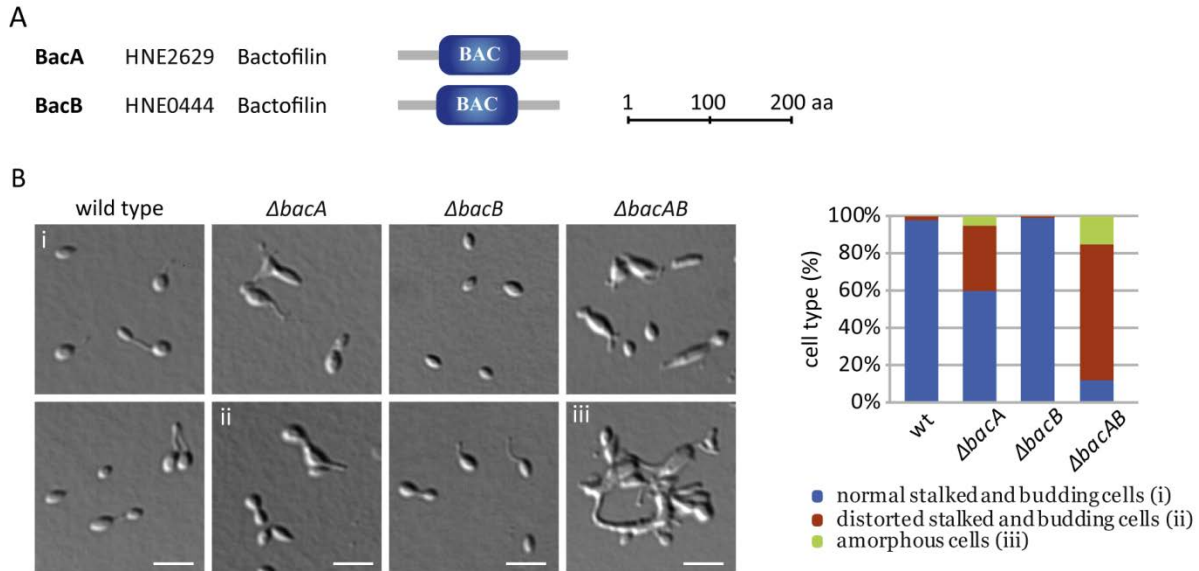 A
BacA HNE2629 Bactofilin BAC
BacB HNE0444 Bactofilin BAC
1 100 200 aa
B
wild type ΔbacA ΔbacB ΔbacAB
i
ii iii
100%
80%
60%
40%
20%
0%
cell type (%)
wt ΔbacA ΔbacB ΔbacAB
normal stalked and budding cells (i)
distorted stalked and budding cells (ii)
amorphous cells (iii)